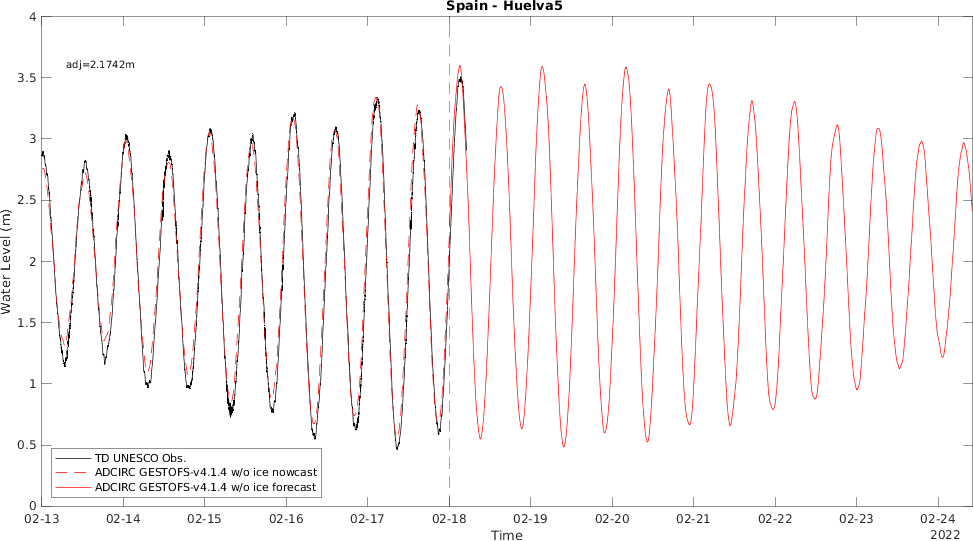 Spain - Huelva5
4
3.5
3
2.5
2
1.5
1
0.5
0
Water Level (m)
adj=2.1742m
TD UNESCO Obs.
ADCIRC GESTOFS-v4.1.4 w/o ice nowcast
ADCIRC GESTOFS-v4.1.4 w/o ice forecast
02-13 02-14 02-15 02-16 02-17 02-18 02-19 02-20 02-21 02-22 02-23 02-24
2022
Time